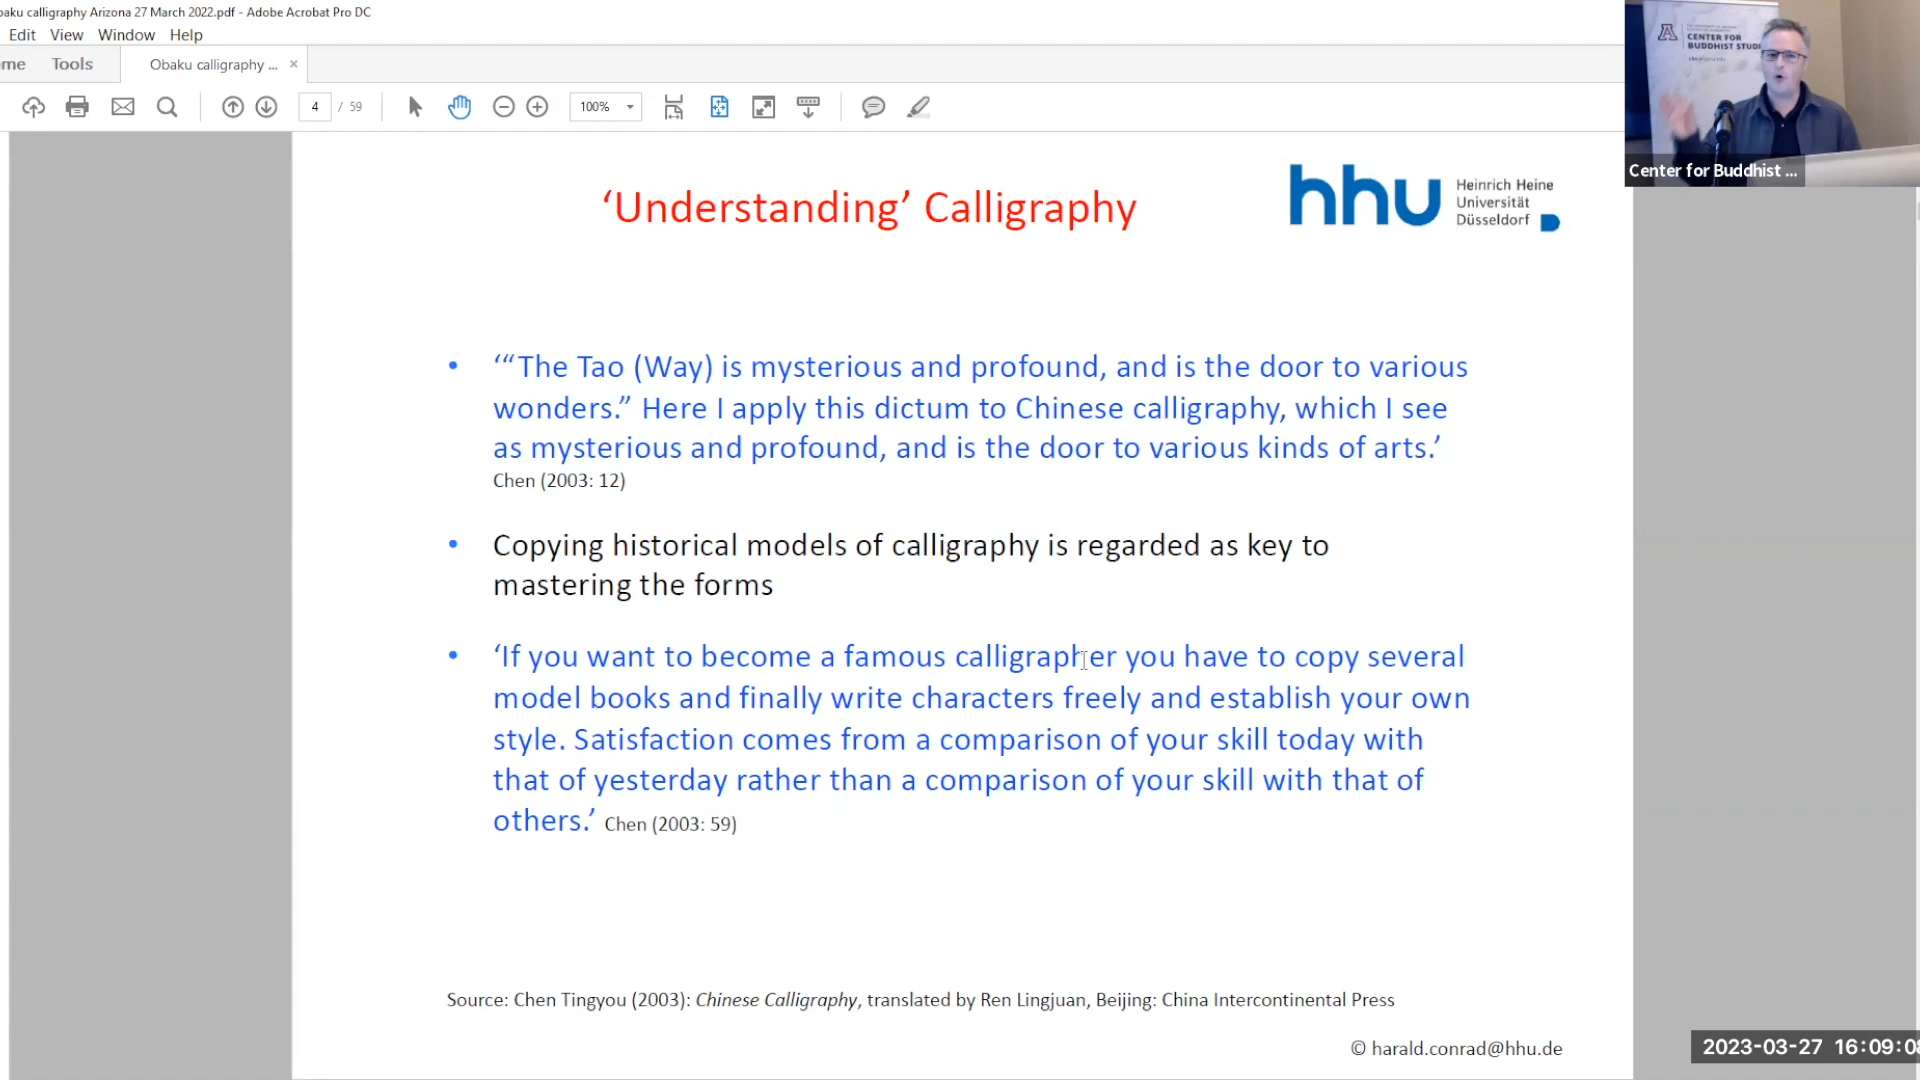 baku calligraphy Arizona 27 March 2022.pdf - Adobe Acrobat Pro DC
Edit View Window Help
me Tools Obaku calligraphy ... ×
4 / 59 100%
CENTER FOR
BUDDHIST STUD
Center for Buddhist ...
‘Understanding’ Calligraphy
hhu Heinrich Heine
Universität
Düsseldorf
• ‘“The Tao (Way) is mysterious and profound, and is the door to various
wonders.” Here I apply this dictum to Chinese calligraphy, which I see
as mysterious and profound, and is the door to various kinds of arts.’
Chen (2003: 12)
• Copying historical models of calligraphy is regarded as key to
mastering the forms
• ‘If you want to become a famous calligrapher you have to copy several
model books and finally write characters freely and establish your own
style. Satisfaction comes from a comparison of your skill today with
that of yesterday rather than a comparison of your skill with that of
others.’ Chen (2003: 59)
Source: Chen Tingyou (2003): Chinese Calligraphy, translated by Ren Lingjuan, Beijing: China Intercontinental Press
© harald.conrad@hhu.de
2023-03-27 16:09:08